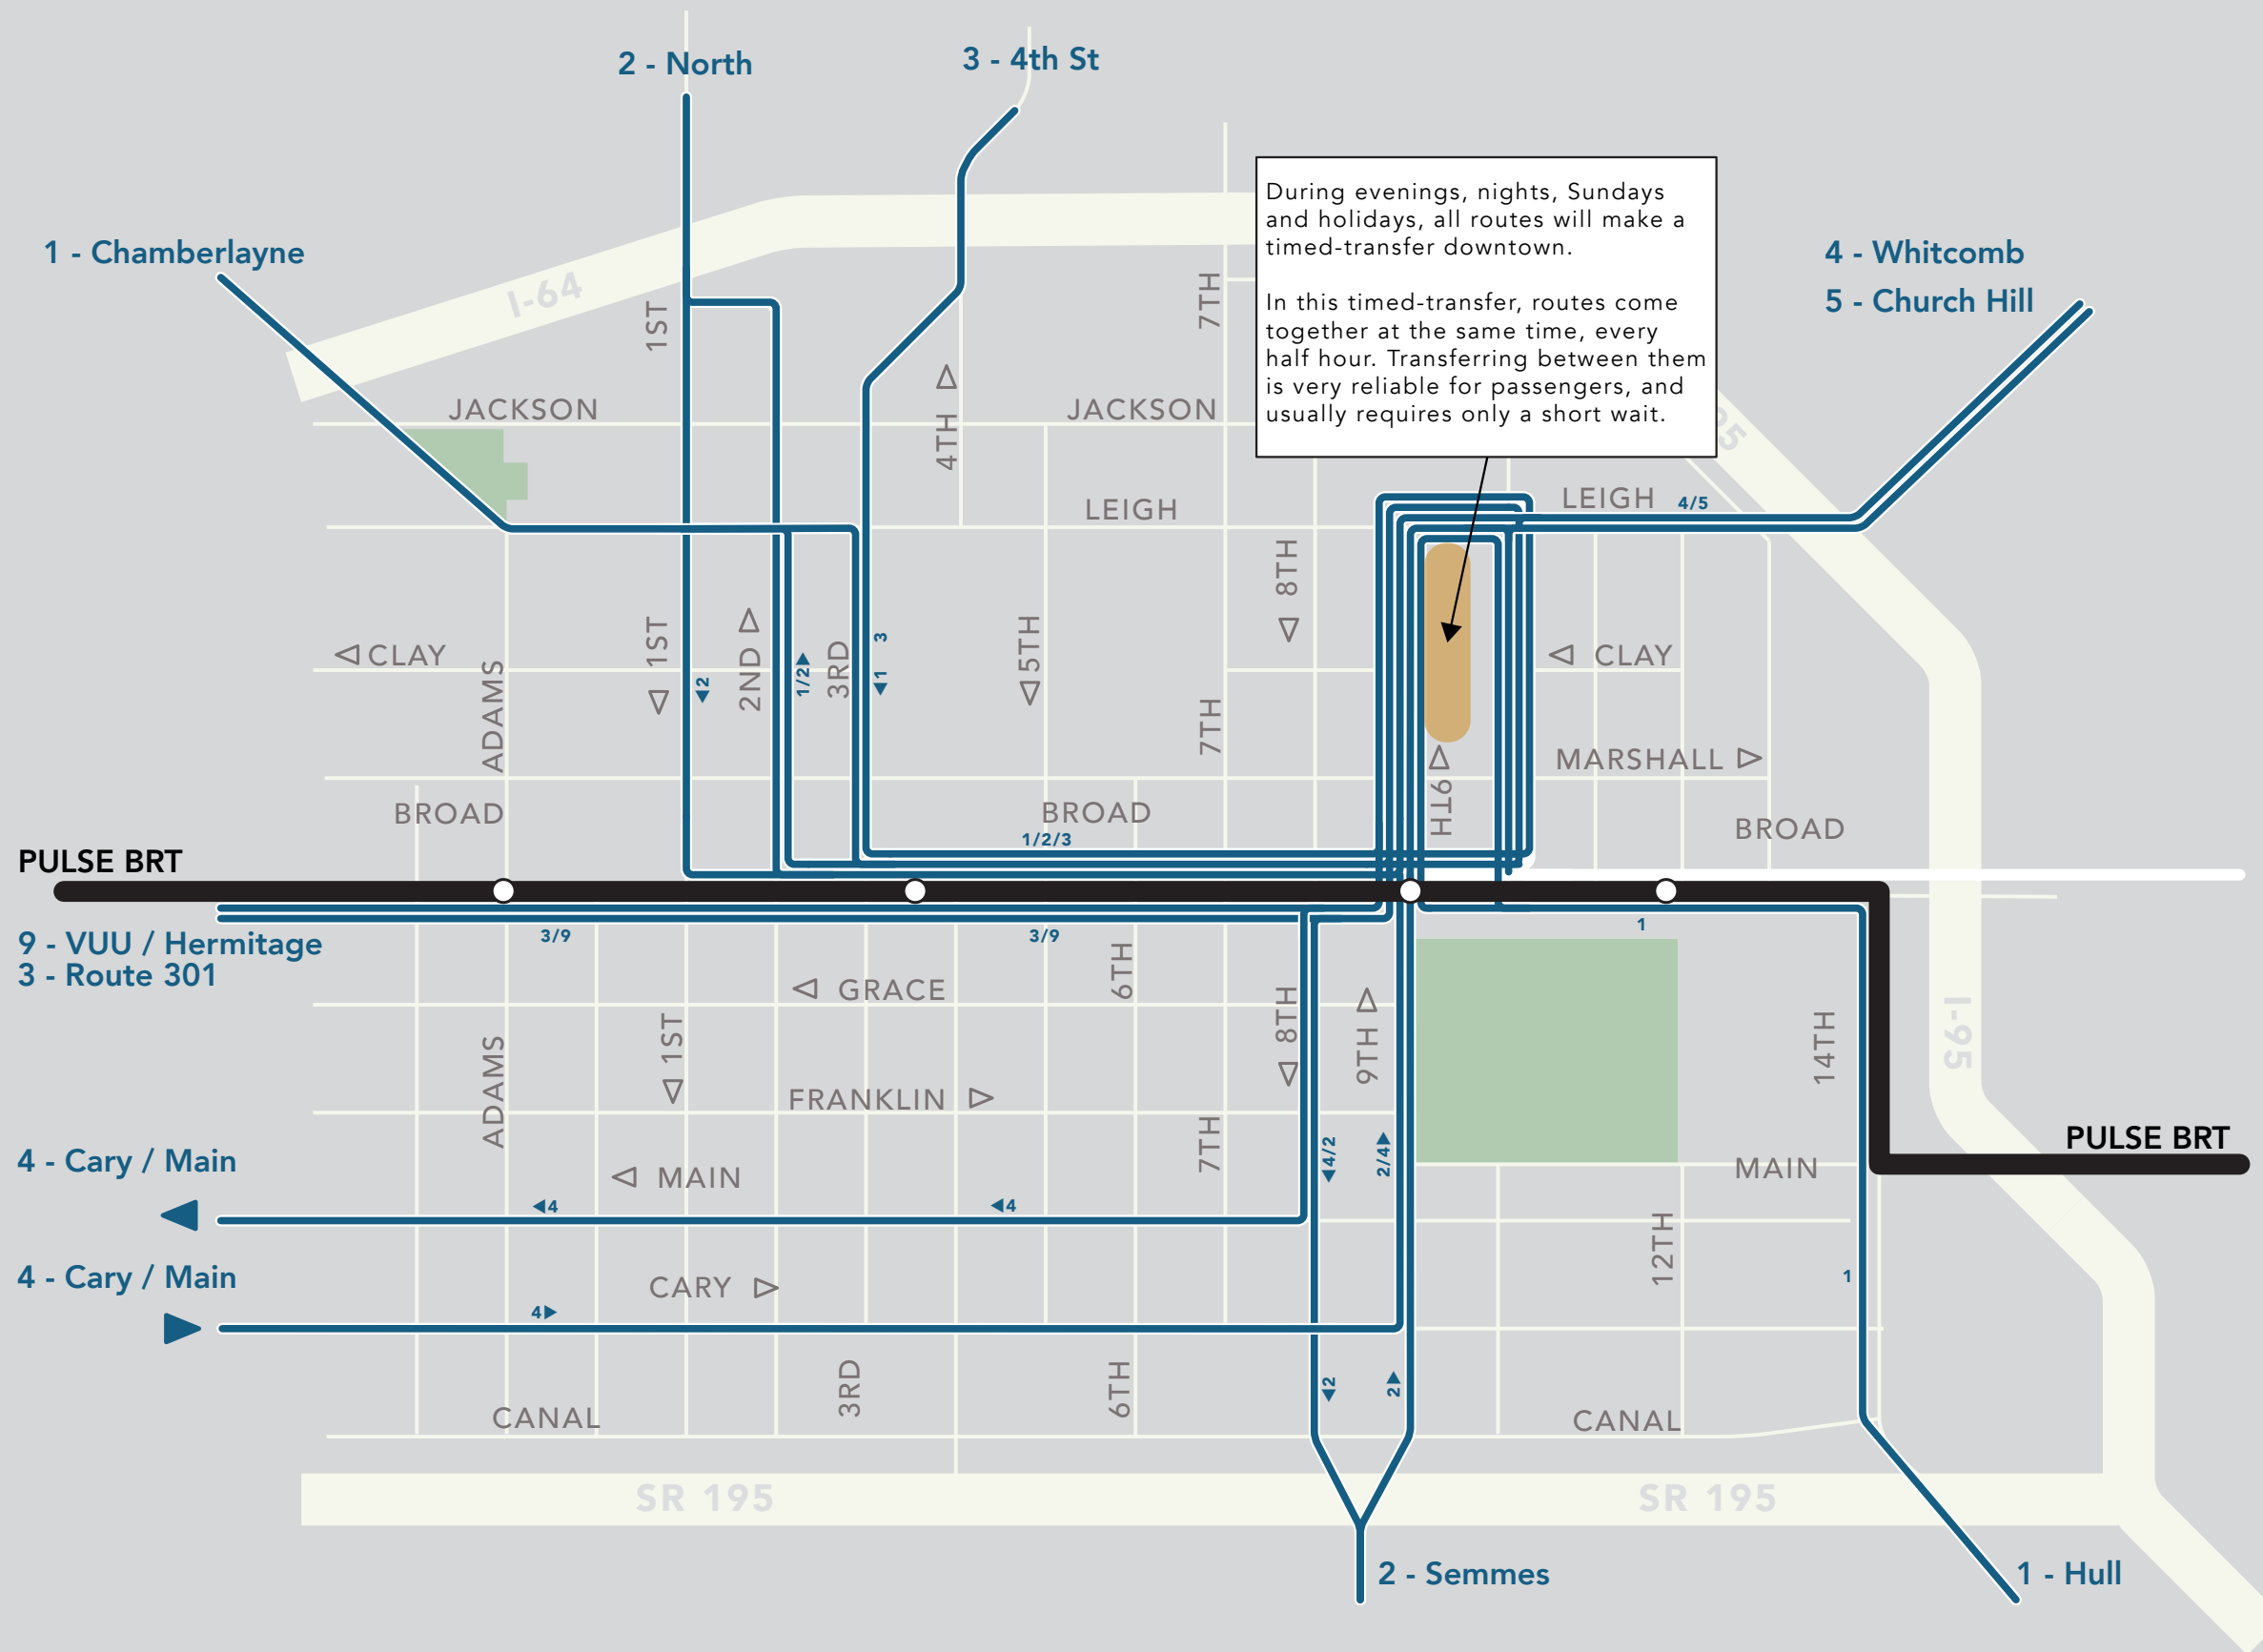 2 - North
3 - 4th St
1 - Chamberlayne
I-64
1ST
7TH
During evenings, nights, Sundays
and holidays, all routes will make a
timed-transfer downtown.
In this timed-transfer, routes come
together at the same time, every
half hour. Transferring between them
is very reliable for passengers, and
usually requires only a short wait.
4 - Whitcomb
5 - Church Hill
JACKSON
4TH
JACKSON
95
LEIGH
LEIGH
4/5
8TH
CLAY
ADAMS
1ST
2
2ND
1/2
3RD
3
1
5TH
7TH
CLAY
MARSHALL
9TH
BROAD
BROAD
BROAD
1/2/3
PULSE BRT
9 - VUU / Hermitage
3 - Route 301
3/9
3/9
1
6TH
GRACE
8TH
9TH
1ST
ADAMS
14TH
I-95
FRANKLIN
7TH
4/2
2/4
PULSE BRT
4 - Cary / Main
MAIN
MAIN
4
4
12TH
4 - Cary / Main
CARY
1
4
3RD
6TH
2
2
CANAL
CANAL
SR 195
SR 195
2 - Semmes
1 - Hull